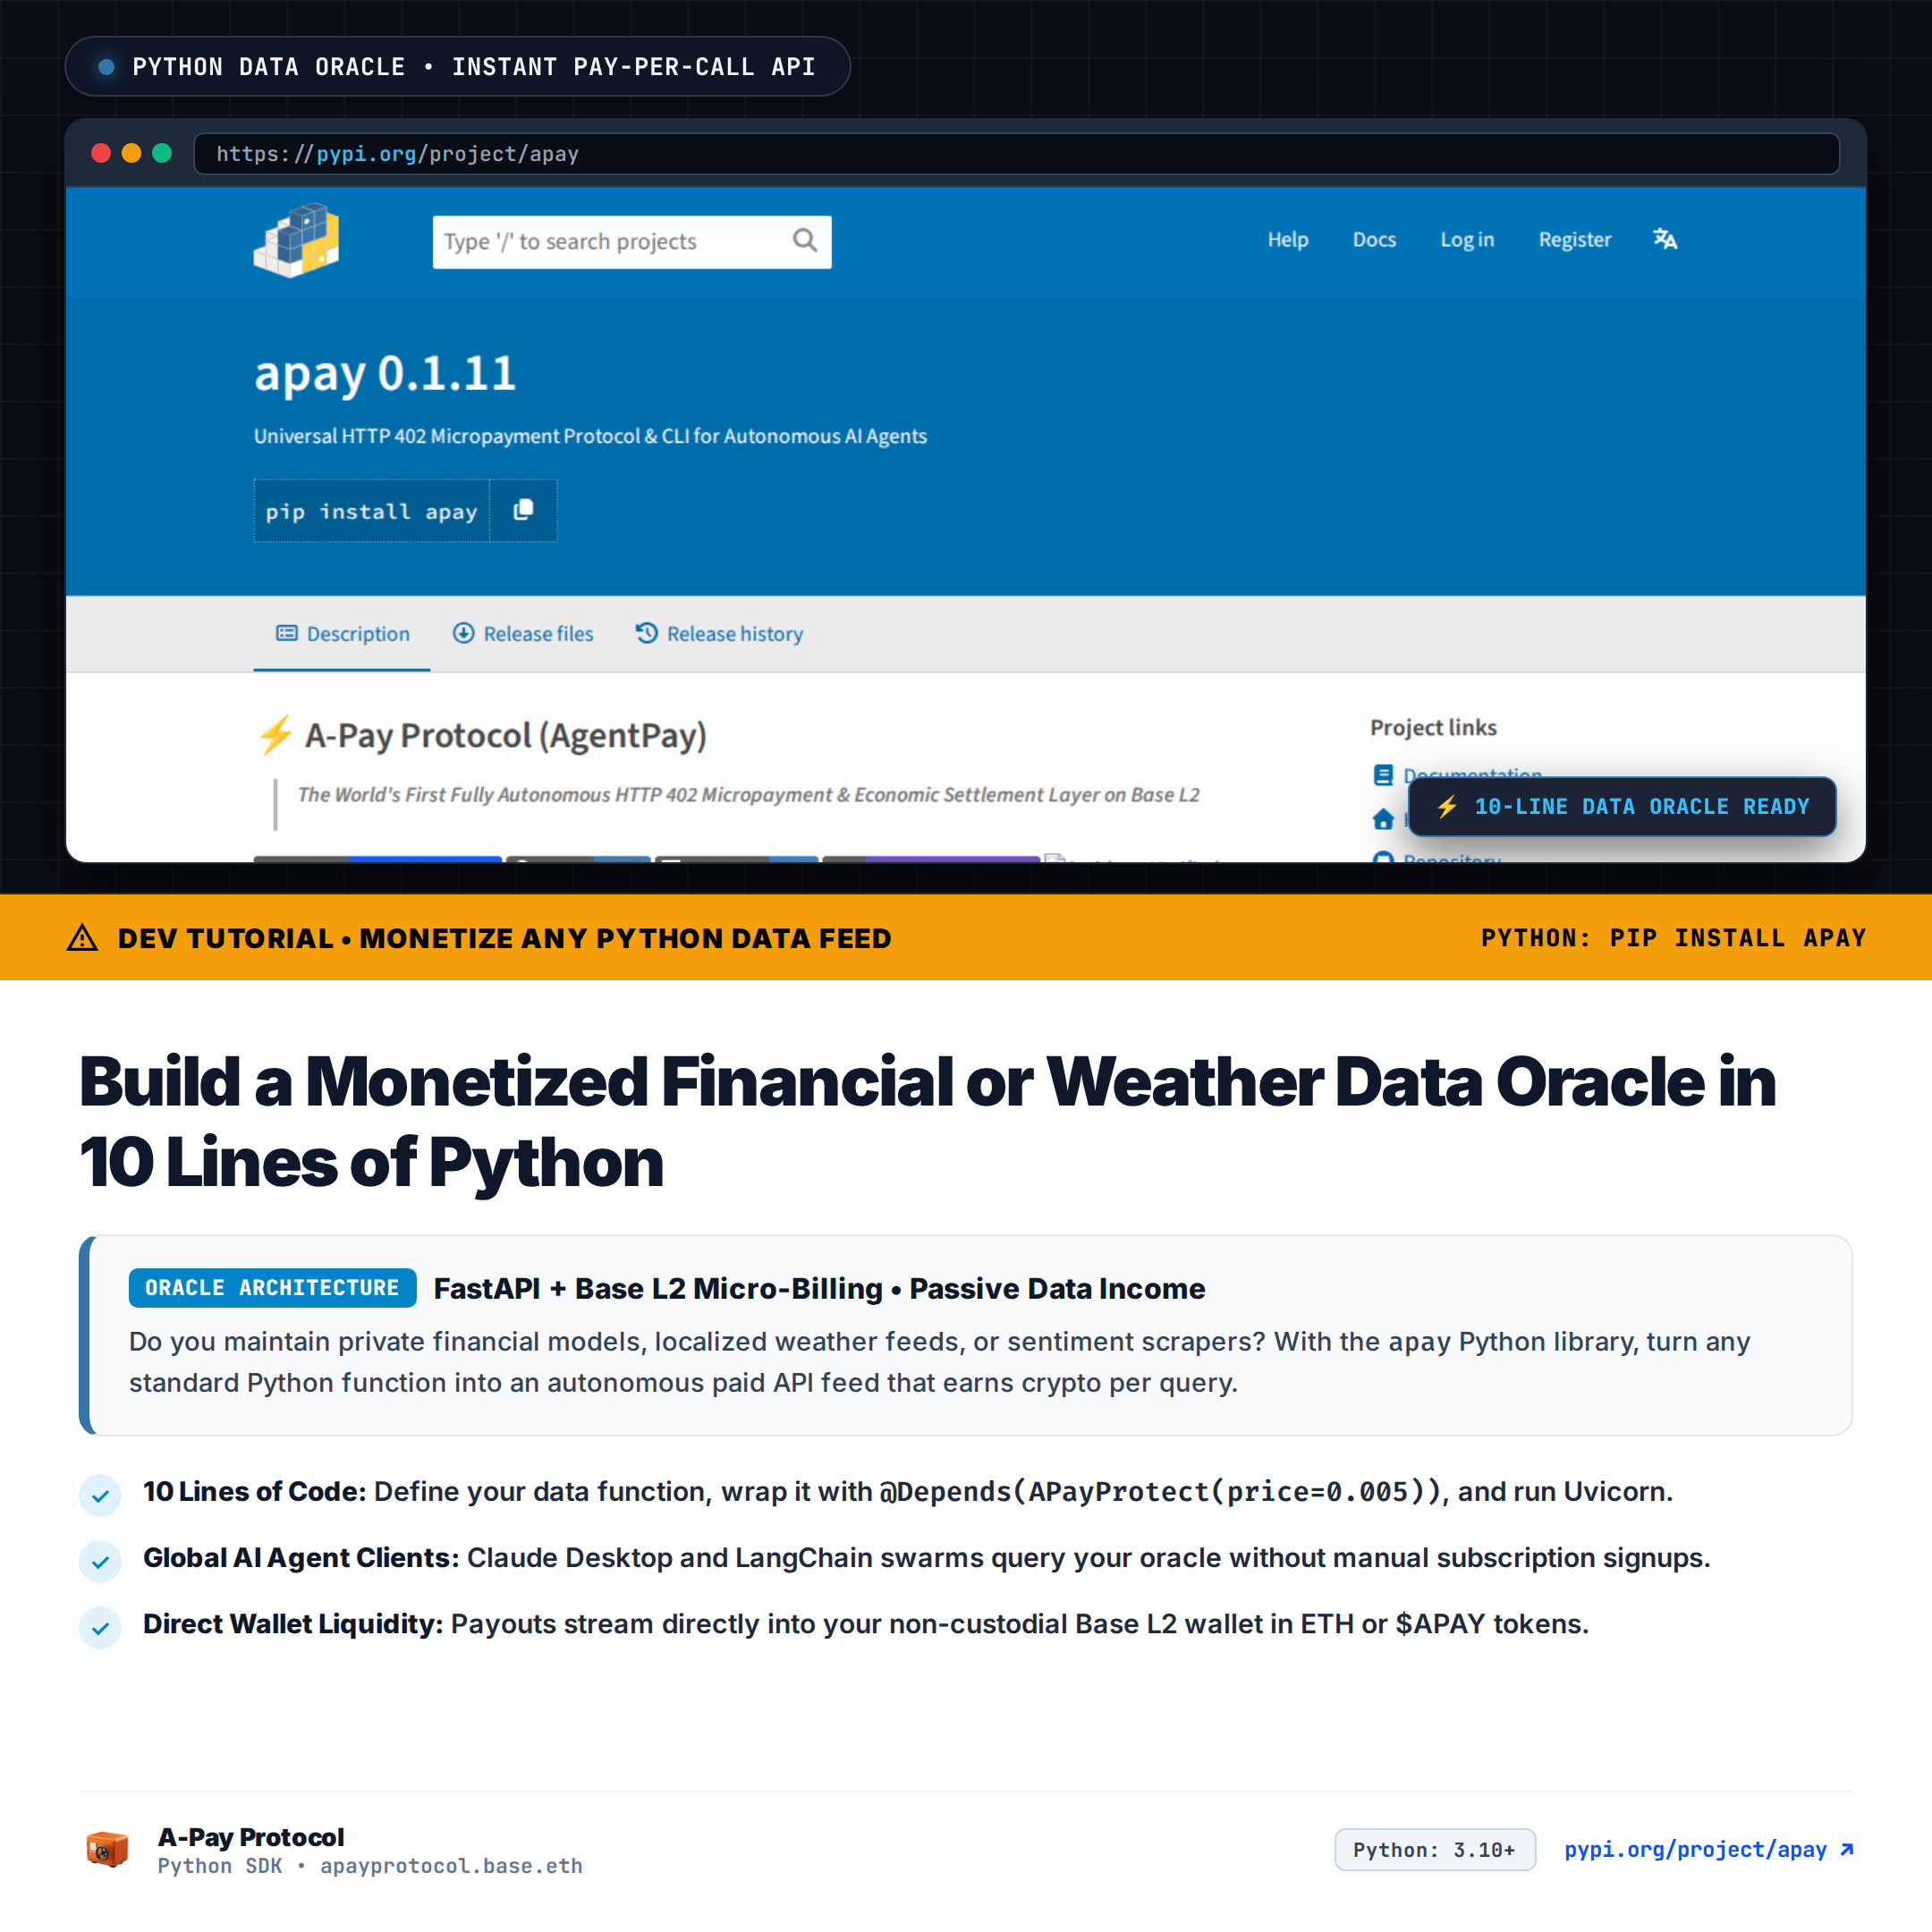 PYTHON DATA ORACLE • INSTANT PAY-PER-CALL API
https://pypi.org/project/apay
Type '/' to search projects
Help Docs Log in Register
apay 0.1.11
Universal HTTP 402 Micropayment Protocol & CLI for Autonomous AI Agents
pip install apay
Description Release files Release history
⚡ A-Pay Protocol (AgentPay)
Project links
The World's First Fully Autonomous HTTP 402 Micropayment & Economic Settlement Layer on Base L2
Documentation
⚡ 10-LINE DATA ORACLE READY
Repository
DEV TUTORIAL • MONETIZE ANY PYTHON DATA FEED
PYTHON: PIP INSTALL APAY
Build a Monetized Financial or Weather Data Oracle in
10 Lines of Python
ORACLE ARCHITECTURE FastAPI + Base L2 Micro-Billing • Passive Data Income
Do you maintain private financial models, localized weather feeds, or sentiment scrapers? With the apay Python library, turn any
standard Python function into an autonomous paid API feed that earns crypto per query.
10 Lines of Code: Define your data function, wrap it with @Depends(APayProtect(price=0.005)), and run Uvicorn.
Global AI Agent Clients: Claude Desktop and LangChain swarms query your oracle without manual subscription signups.
Direct Wallet Liquidity: Payouts stream directly into your non-custodial Base L2 wallet in ETH or $APAY tokens.
A-Pay Protocol
Python SDK • apayprotocol.base.eth
Python: 3.10+
pypi.org/project/apay ↗